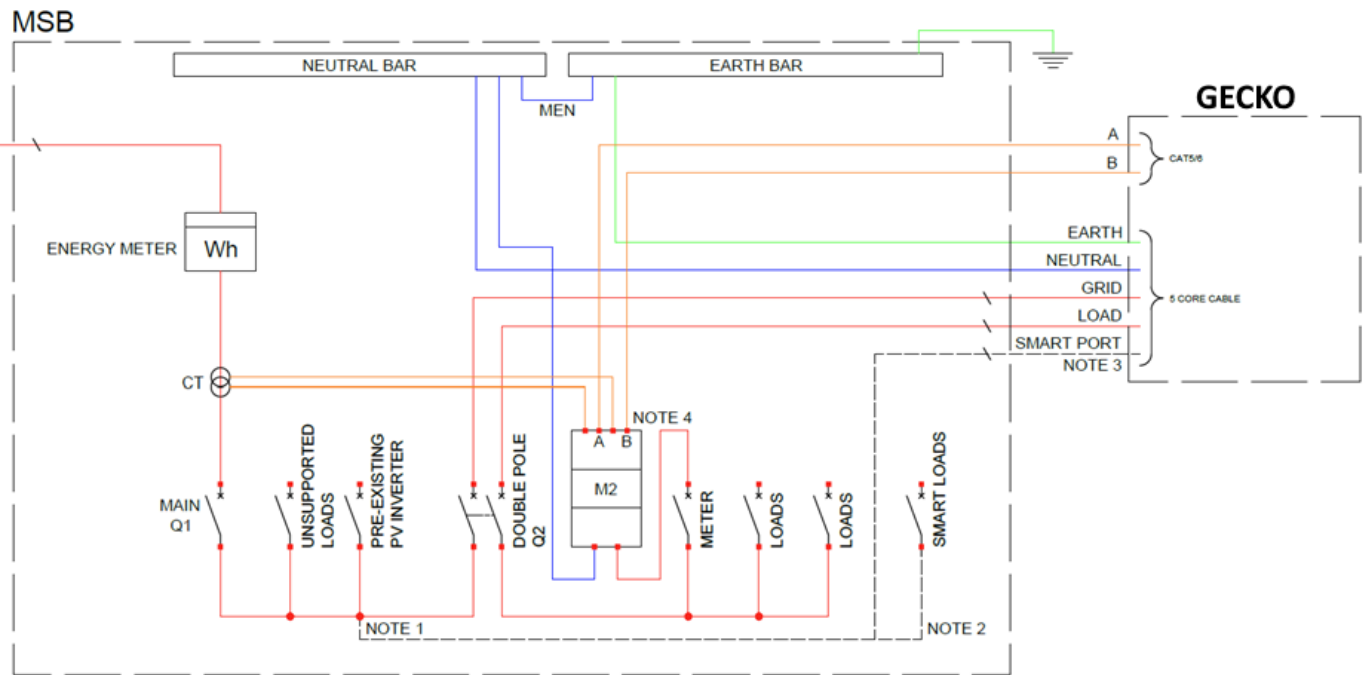 MSB
NEUTRAL BAR
EARTH BAR
MEN
GECKO
A
CAT5/6
B
ENERGY METER
Wh
EARTH
NEUTRAL
GRID
5 CORE CABLE
LOAD
SMART PORT
NOTE 3
CT
NOTE 4
A B
M2
MAIN
Q1
UNSUPPORTED
LOADS
PRE-EXISTING
PV INVERTER
DOUBLE POLE
Q2
METER
LOADS
LOADS
SMART LOADS
NOTE 1
NOTE 2